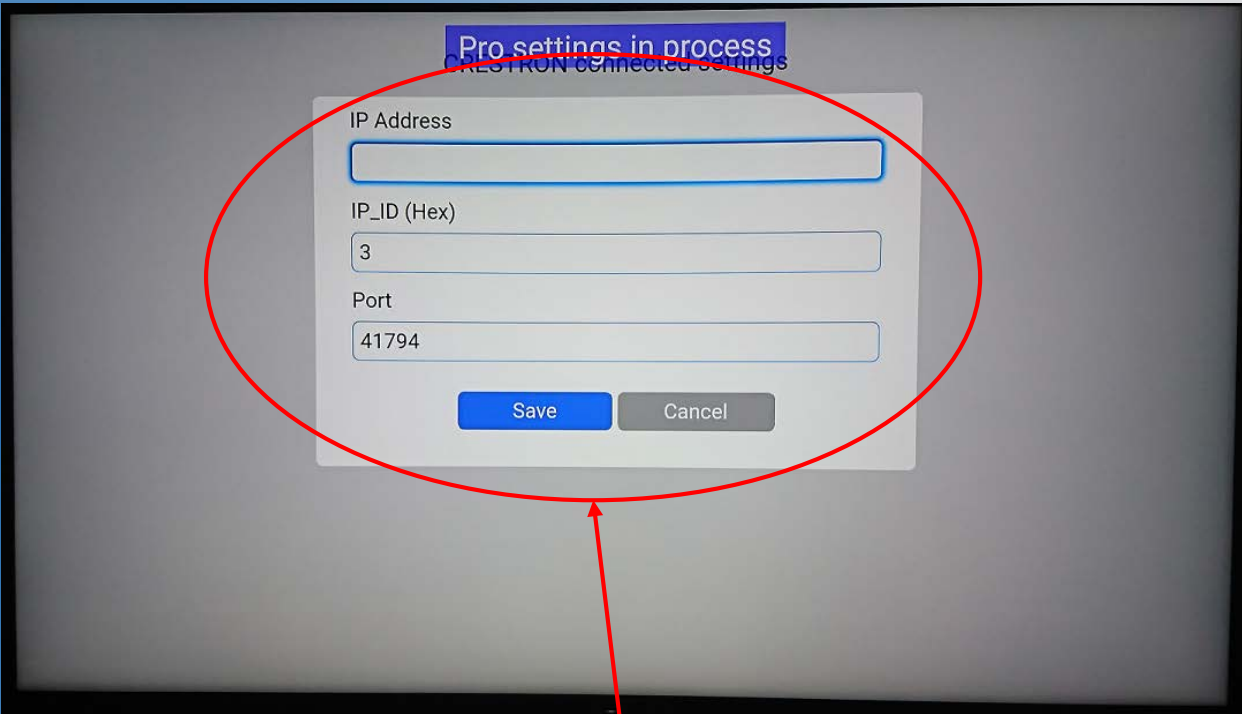 Pro settings in process
CRESTRON connected settings
IP Address
IP_ID (Hex)
3
Port
41794
Save
Cancel